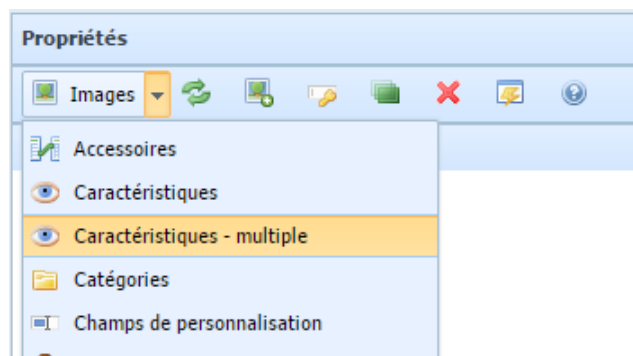 Propriétés
Images
Accessoires
Caractéristiques
Caractéristiques - multiple
Catégories
Champs de personnalisation